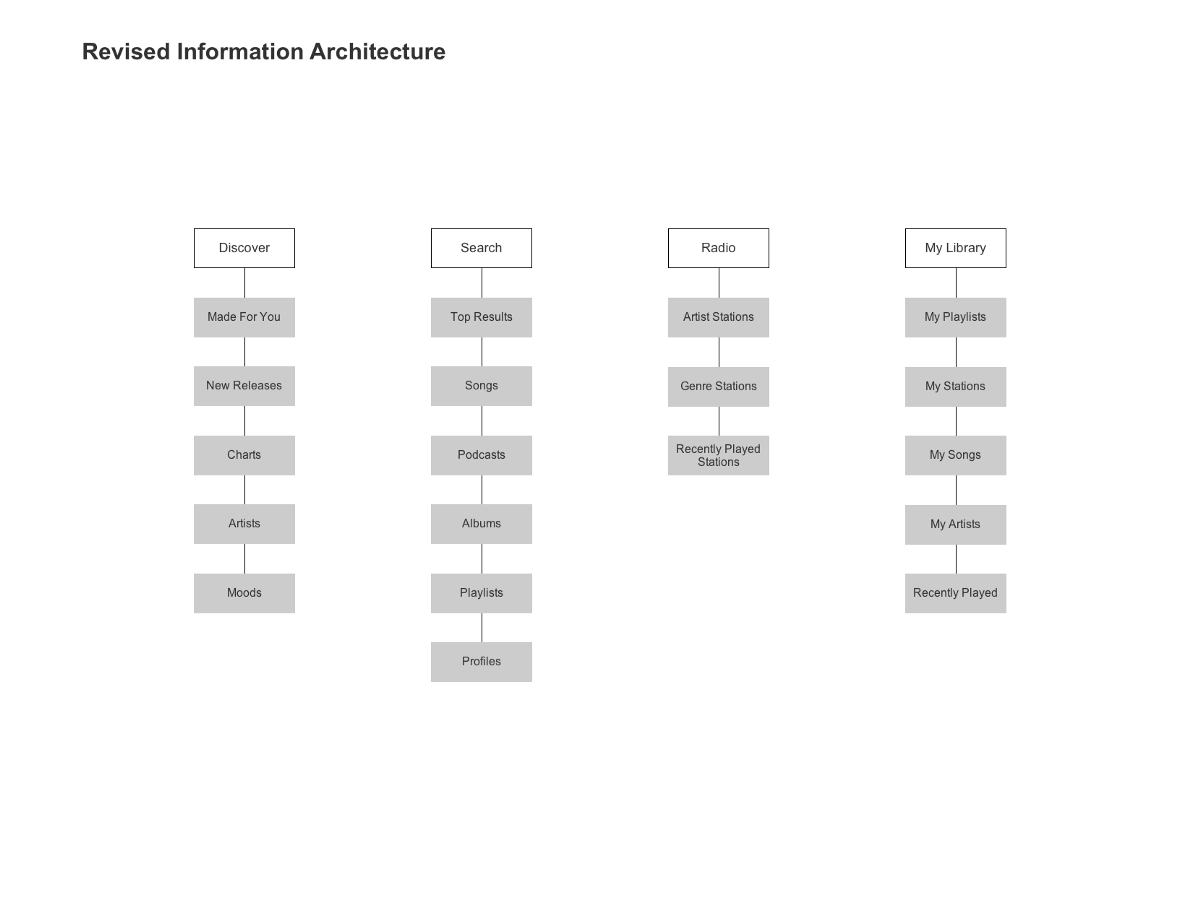 Revised Information Architecture
Discover
Made For You
New Releases
Charts
Artists
Moods
Search
Top Results
Songs
Podcasts
Albums
Playlists
Profiles
Radio
Artist Stations
Genre Stations
Recently Played
Stations
My Library
My Playlists
My Stations
My Songs
My Artists
Recently Played